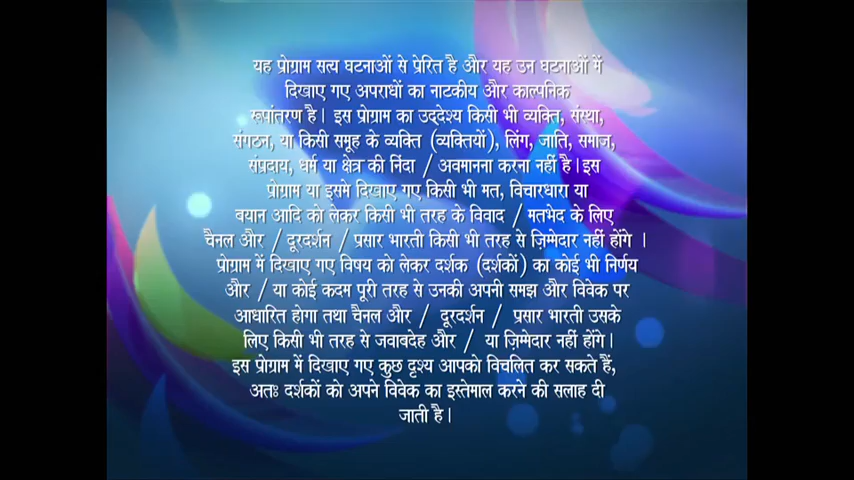 यह प्रोग्राम सत्य घटनाओं से प्रेरित है और यह उन घटनाओं में
दिखाए गए अपराधों का नाटकीय और काल्पनिक
रूपांतरण है। इस प्रोग्राम का उद्देश्य किसी भी व्यक्ति, संस्था,
संगठन, या किसी समूह के व्यक्ति (व्यक्तियों), लिंग, जाति, समाज,
संप्रदाय, धर्म या क्षेत्र की निंदा / अवमानना करना नहीं है।इस
प्रोग्राम या इसमे दिखाए गए किसी भी मत, विचारधारा या
बयान आदि को लेकर किसी भी तरह के विवाद / मतभेद के लिए
चैनल और / दूरदर्शन / प्रसार भारती किसी भी तरह से ज़िम्मेदार नहीं होंगे ।
प्रोग्राम में दिखाए गए विषय को लेकर दर्शक (दर्शकों) का कोई भी निर्णय
और / या कोई कदम पूरी तरह से उनकी अपनी समझ और विवेक पर
आधारित होगा तथा चैनल और / दूरदर्शन / प्रसार भारती उसके
लिए किसी भी तरह से जवाबदेह और / या ज़िम्मेदार नहीं होंगे।
इस प्रोग्राम में दिखाए गए कुछ दृश्य आपको विचलित कर सकते हैं,
अतः दर्शकों को अपने विवेक का इस्तेमाल करने की सलाह दी
जाती है।